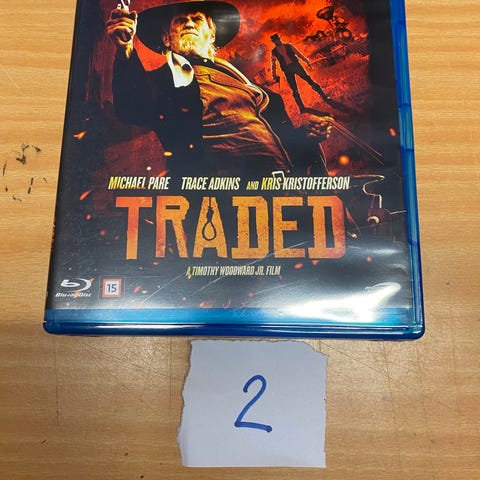 MICHAEL PARE TRACE ADKINS AND KRIS KRISTOFFERSON
TRADED
A TIMOTHY WOODWARD JR. FILM
Blu-ray Disc
15
2